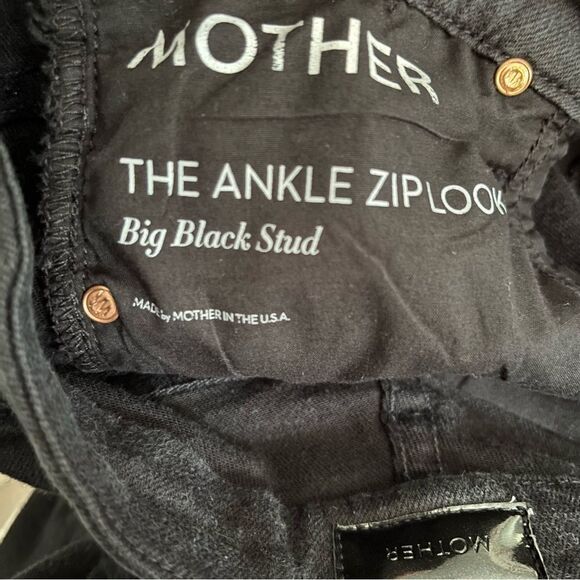 MOTHER
THE ANKLE ZIP LOOK
Big Black Stud
MADE by MOTHER IN THE U.S.A.
MOTHER